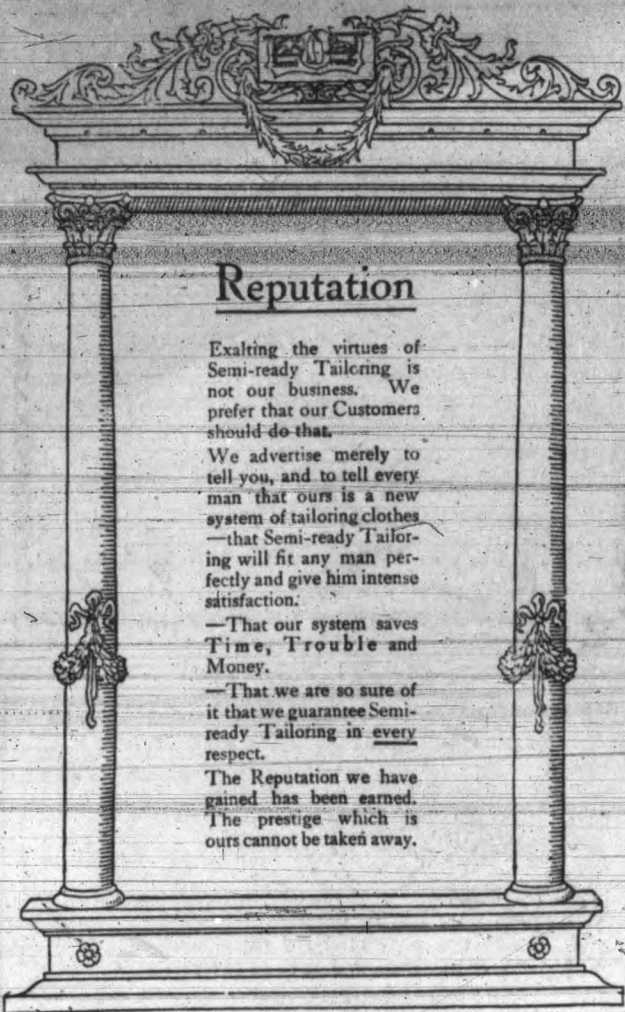 Reputation
Exalting the virtues of
Semi-ready Tailoring is
not our business. We
prefer that our Customers
should do that.
We advertise merely to
tell you, and to tell every
man that ours is a new
system of tailoring clothes
—that Semi-ready Tailor-
ing will fit any man per-
fectly and give him intense
satisfaction.
—That our system saves
Time, Trouble and
Money.
—That we are so sure of
it that we guarantee Semi-
ready Tailoring in every
respect.
The Reputation we have
gained has been earned.
The prestige which is
ours cannot be taken away.